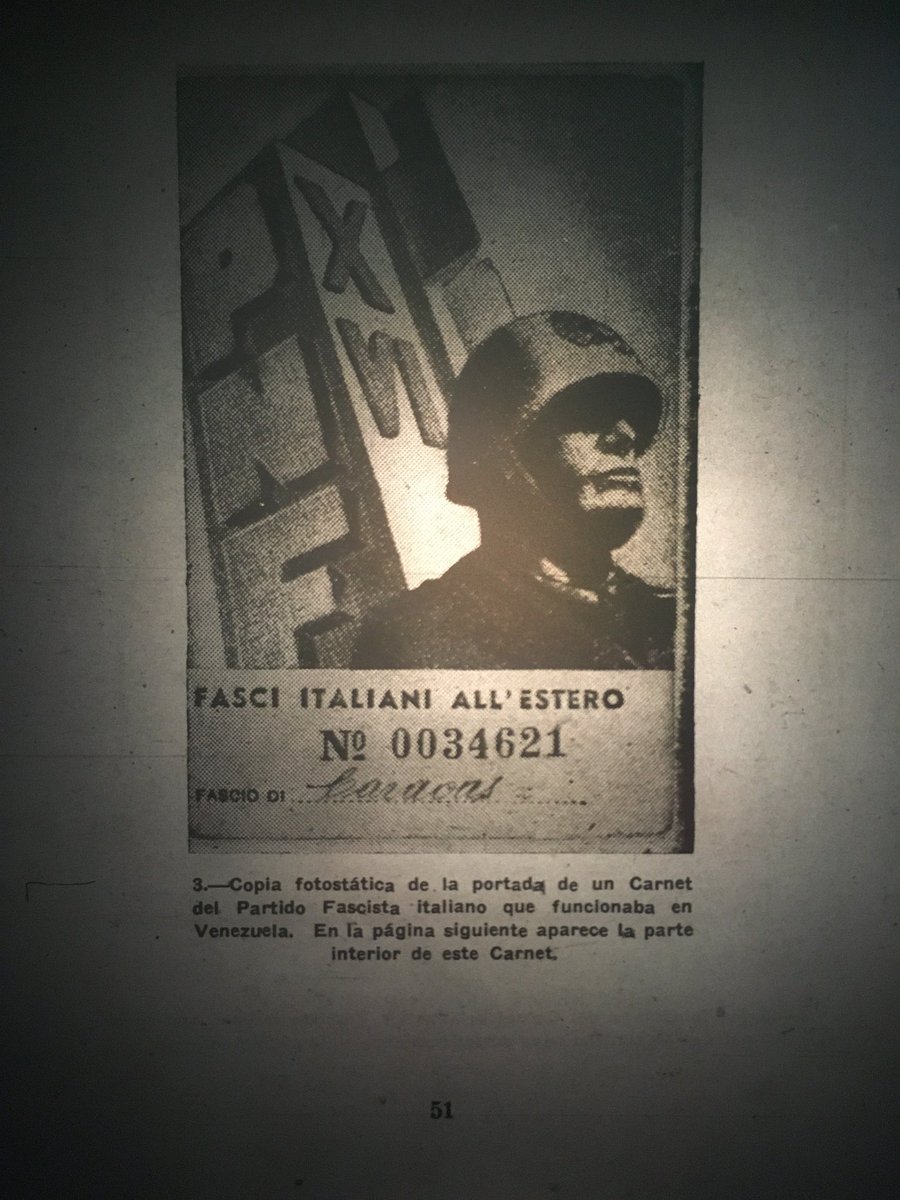 P.N.F.
XVI
FASCI ITALIANI ALL'ESTERO
Nº 0034621
FASCIO DI Caracas
3.—Copia fotostática de la portada de un Carnet
del Partido Fascista italiano que funcionaba en
Venezuela. En la página siguiente aparece la parte
interior de este Carnet.
51